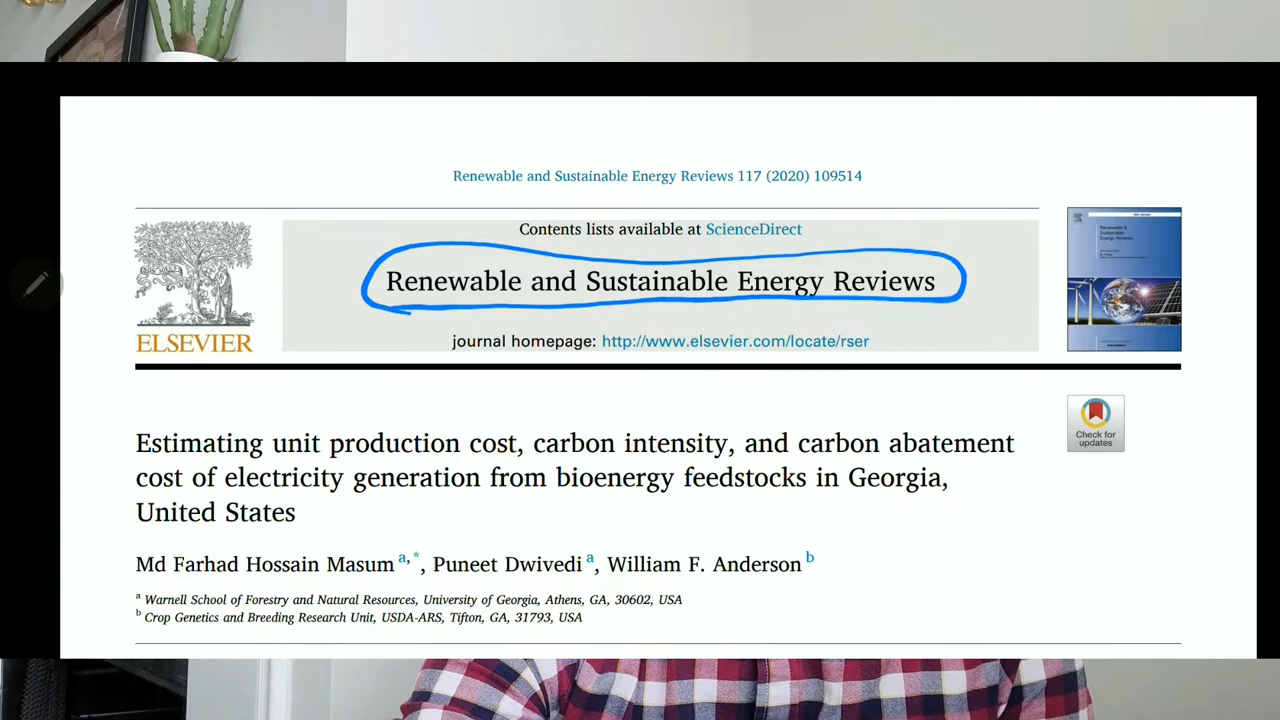 Renewable and Sustainable Energy Reviews 117 (2020) 109514
Contents lists available at ScienceDirect
Renewable and Sustainable Energy Reviews
journal homepage: http://www.elsevier.com/locate/rser
ELSEVIER
Renewable &
Sustainable
Energy Reviews
Check for
updates
Estimating unit production cost, carbon intensity, and carbon abatement
cost of electricity generation from bioenergy feedstocks in Georgia,
United States
Md Farhad Hossain Masum a,*, Puneet Dwivedi a, William F. Anderson b
a Warnell School of Forestry and Natural Resources, University of Georgia, Athens, GA, 30602, USA
b Crop Genetics and Breeding Research Unit, USDA-ARS, Tifton, GA, 31793, USA